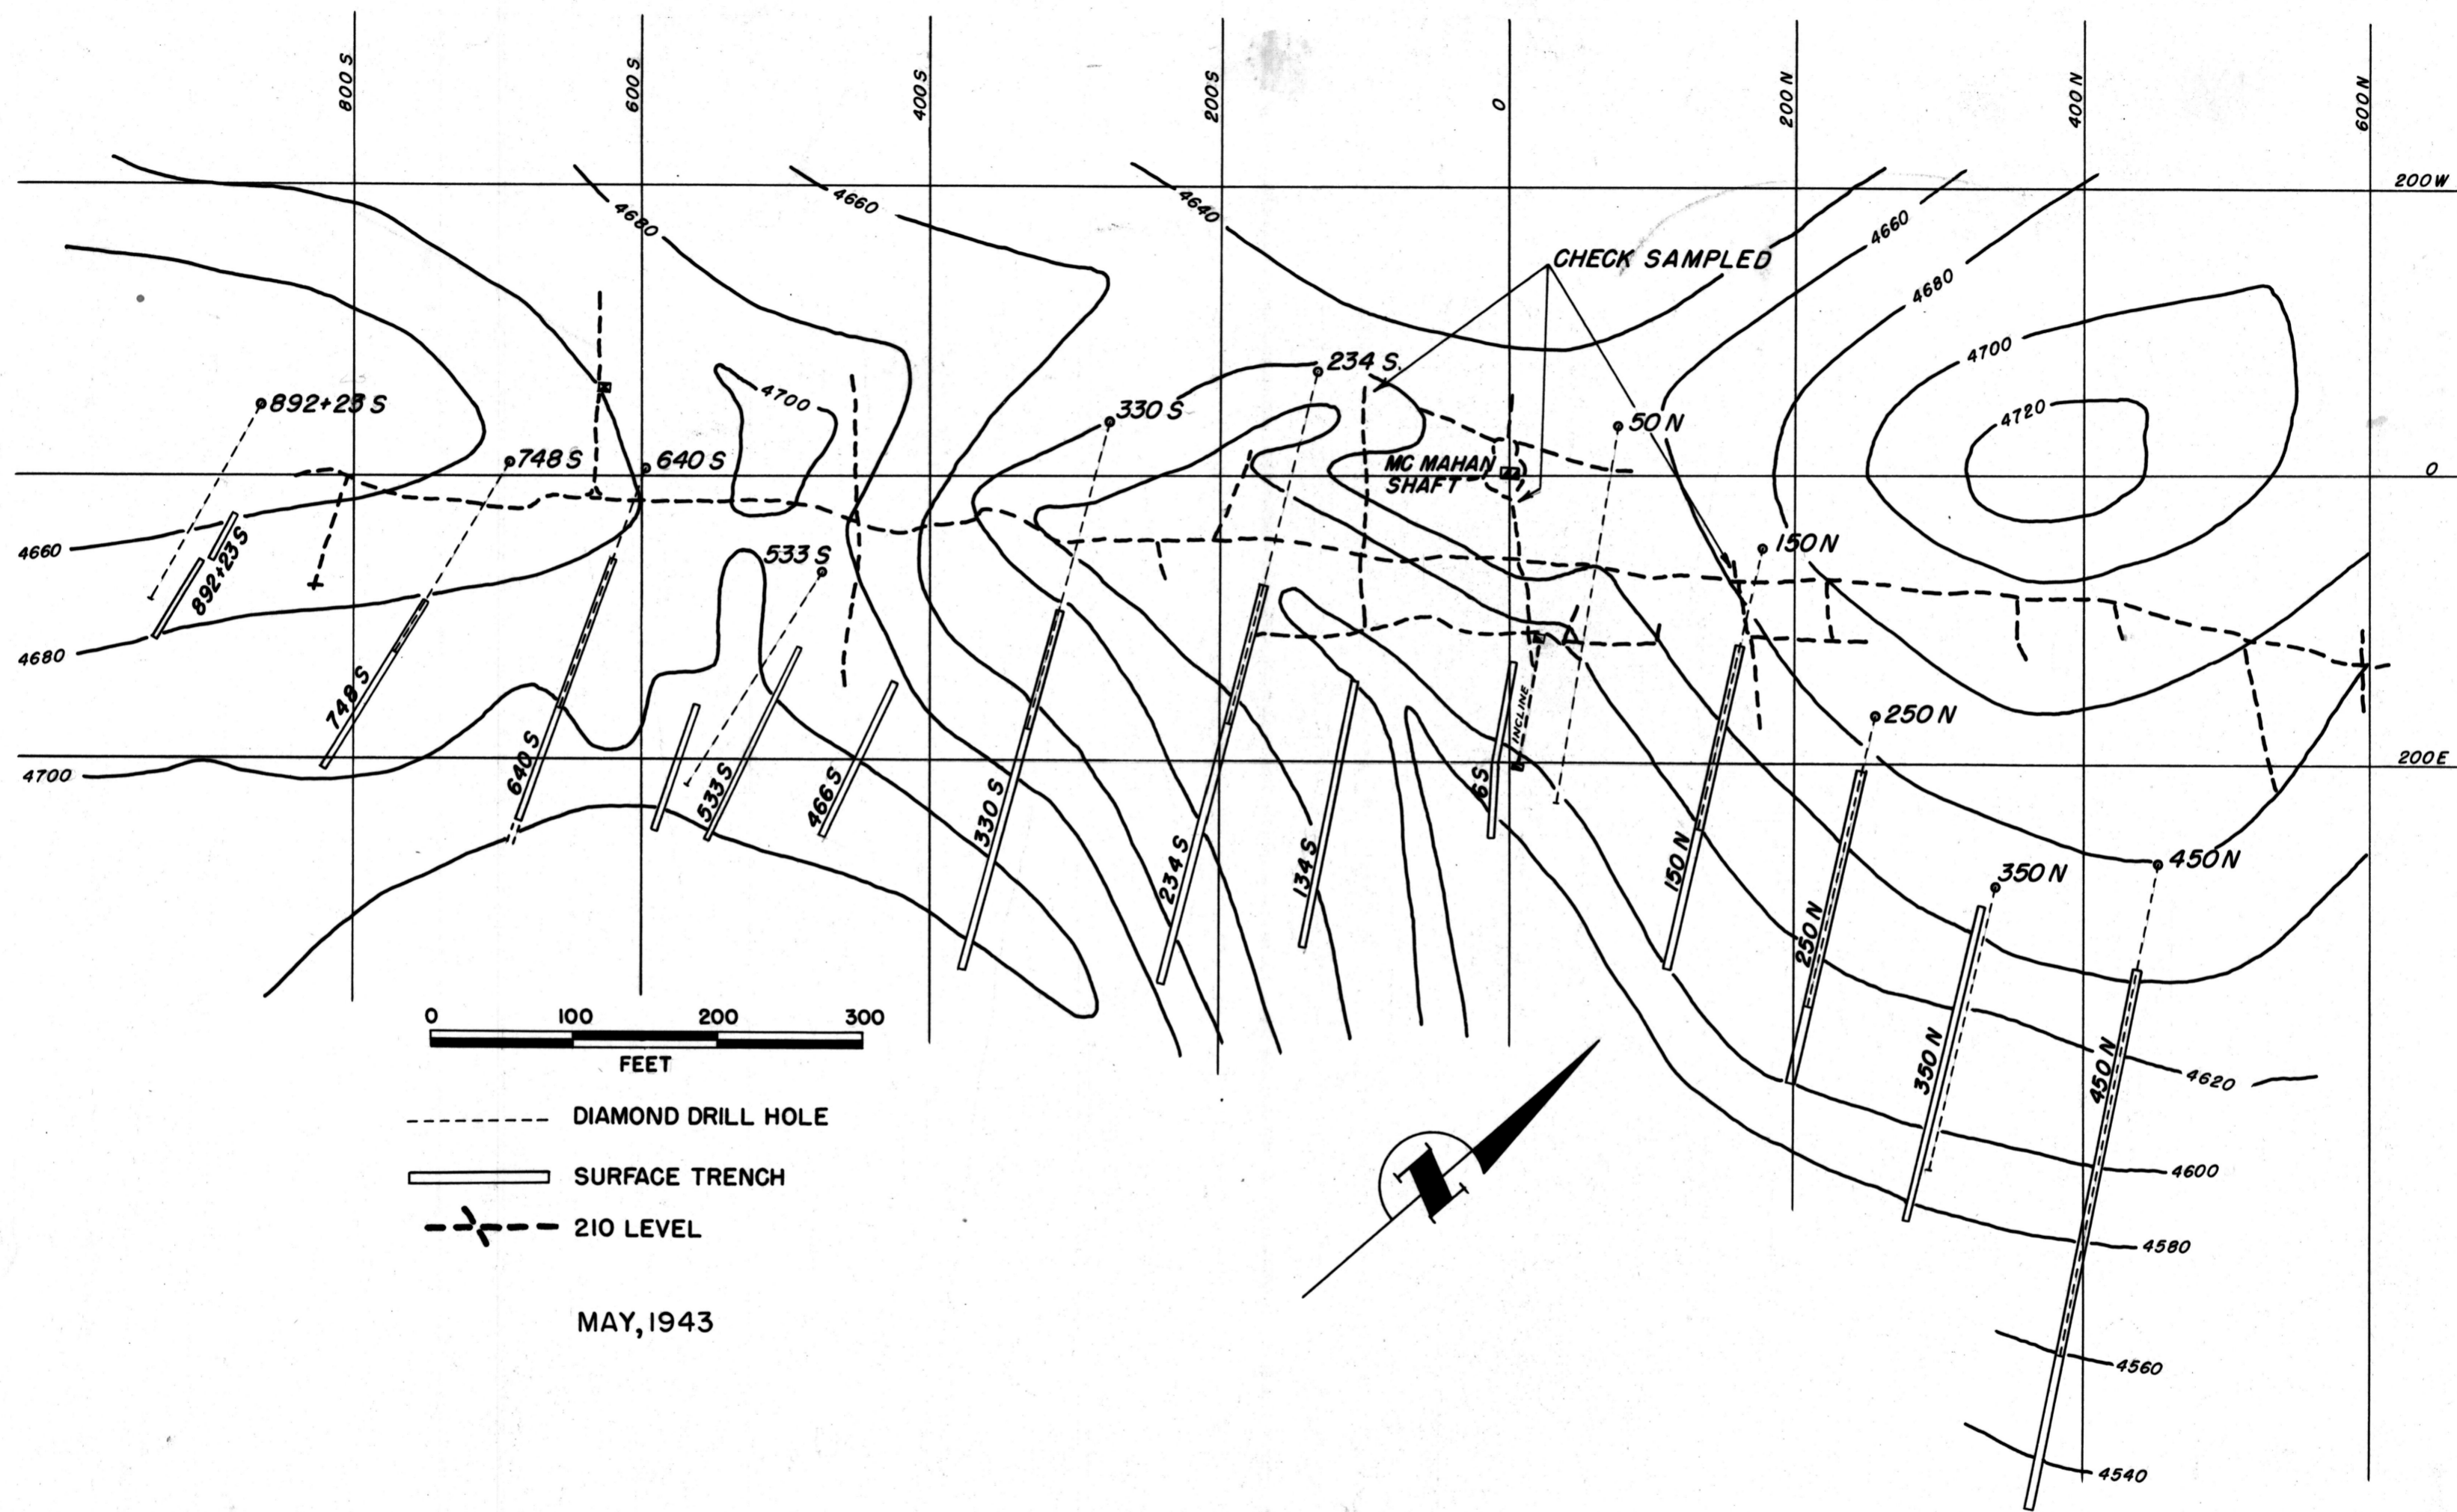 800 S
600 S
400 S
200 S
0
200 N
400 N
600 N
200 W
4680
4660
4640
4660
4680
CHECK SAMPLED
4700
4720
234 S.
330 S
50 N
4700
892+23 S
748 S
640 S
MC MAHAN
SHAFT
0
150 N
533 S
4660
892+23 S
4680
748 S
INCLINE
250 N
200 E
4700
640 S
533 S
466 S
330 S
234 S
134 S
6 S
150 N
250 N
350 N
450 N
350 N
450 N
0 100 200 300
FEET
4620
4600
4580
4560
4540
DIAMOND DRILL HOLE
SURFACE TRENCH
210 LEVEL
N
MAY, 1943